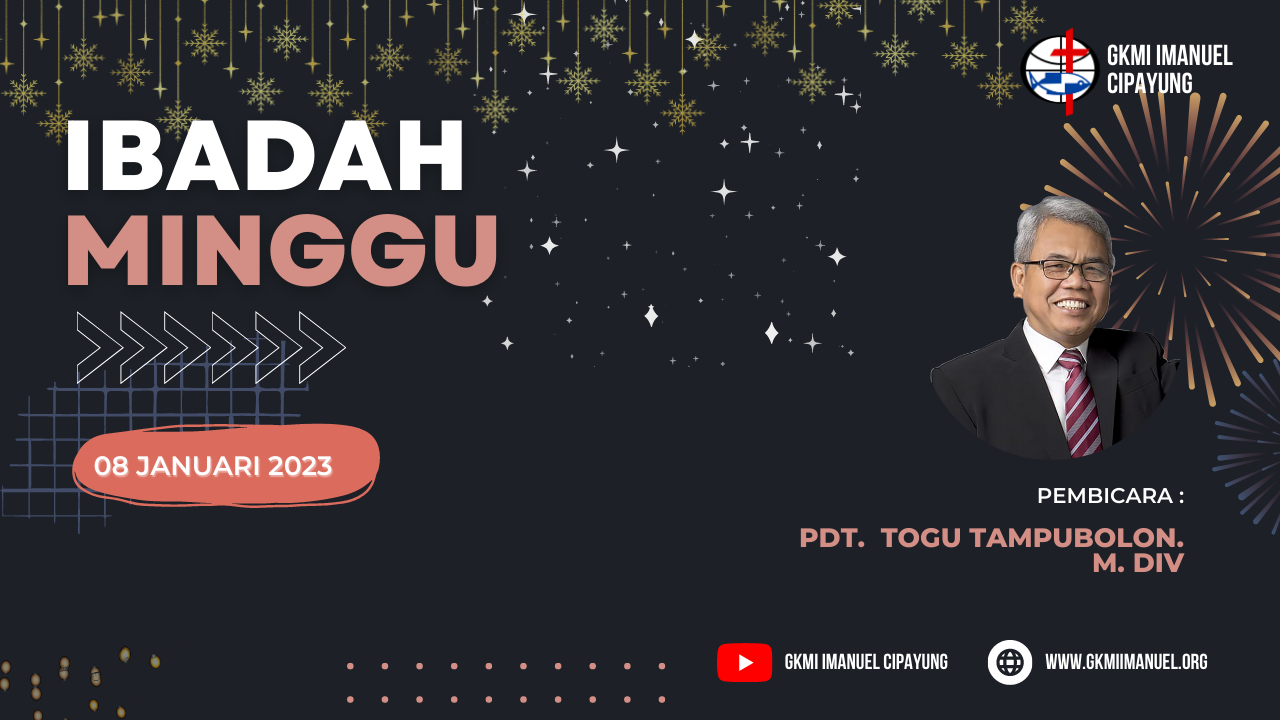 GKMI IMANUEL
CIPAYUNG
IBADAH
MINGGU
08 JANUARI 2023
PEMBICARA :
PDT. TOGU TAMPUBOLON.
M. DIV
GKMI IMANUEL CIPAYUNG
WWW.GKMIIMANUEL.ORG